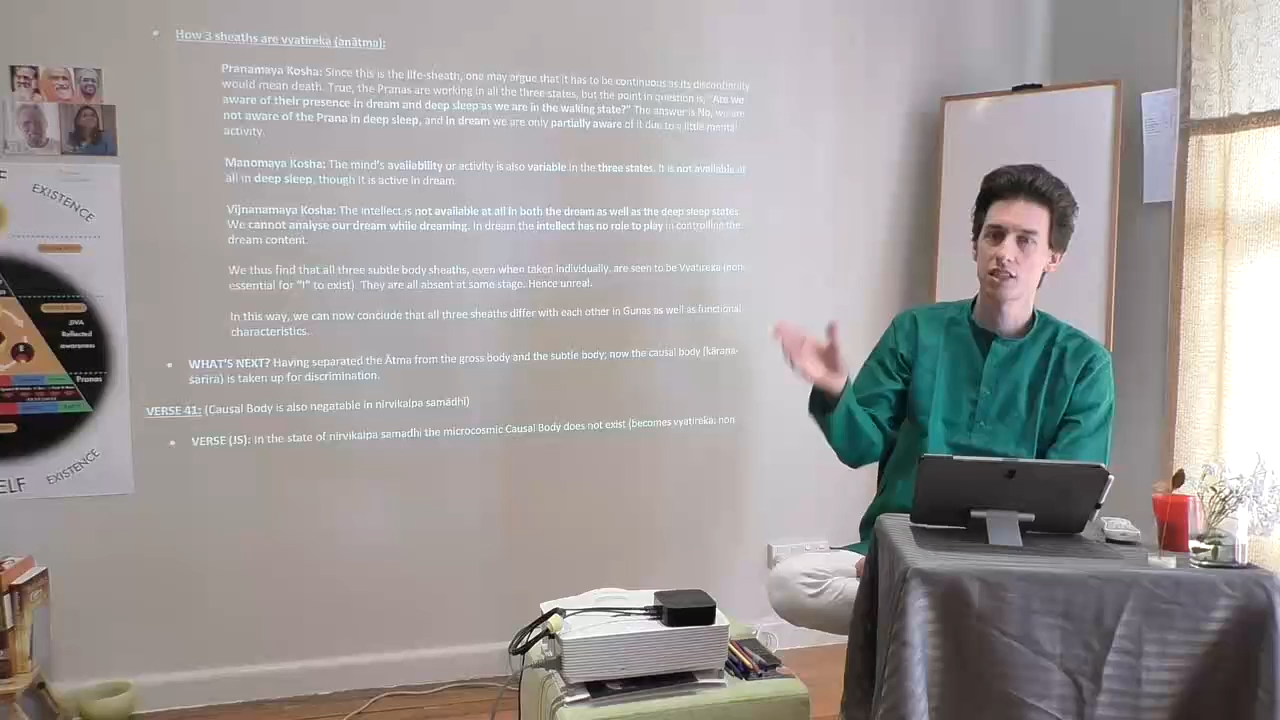 How 3 sheaths are vyatireka (anātma):
Pranamaya Kosha: Since this is the life-sheath, one may argue that it has to be continuous as its discontinuity
would mean death. True, the Pranas are working in all the three states, but the point in question is, "Are we
aware of their presence in dream and deep sleep as we are in the waking state?" The answer is No, we are
not aware of the Prana in deep sleep, and in dream we are only partially aware of it due to a little mental
activity.
Manomaya Kosha: The mind's availability or activity is also variable in the three states. It is not available at
all in deep sleep, though it is active in dream.
Vijnanamaya Kosha: The intellect is not available at all in both the dream as well as the deep sleep states.
We cannot analyse our dream while dreaming. In dream the intellect has no role to play in controlling the
dream content.
We thus find that all three subtle body sheaths, even when taken individually, are seen to be Vyatireka (non-
essential for "I" to exist) They are all absent at some stage. Hence unreal.
In this way, we can now conclude that all three sheaths differ with each other in Gunas as well as functional
characteristics.
WHAT'S NEXT? Having separated the Ātma from the gross body and the subtle body; now the causal body (kāraṇa-
śarīra) is taken up for discrimination.
VERSE 41: (Causal Body is also negatable in nirvikalpa samādhi)
VERSE (JS): In the state of nirvikalpa samadhi the microcosmic Causal Body does not exist (becomes vyatireka: non
EXISTENCE
JIVA
Reflected
awareness
Pranas
EXISTENCE
ELF